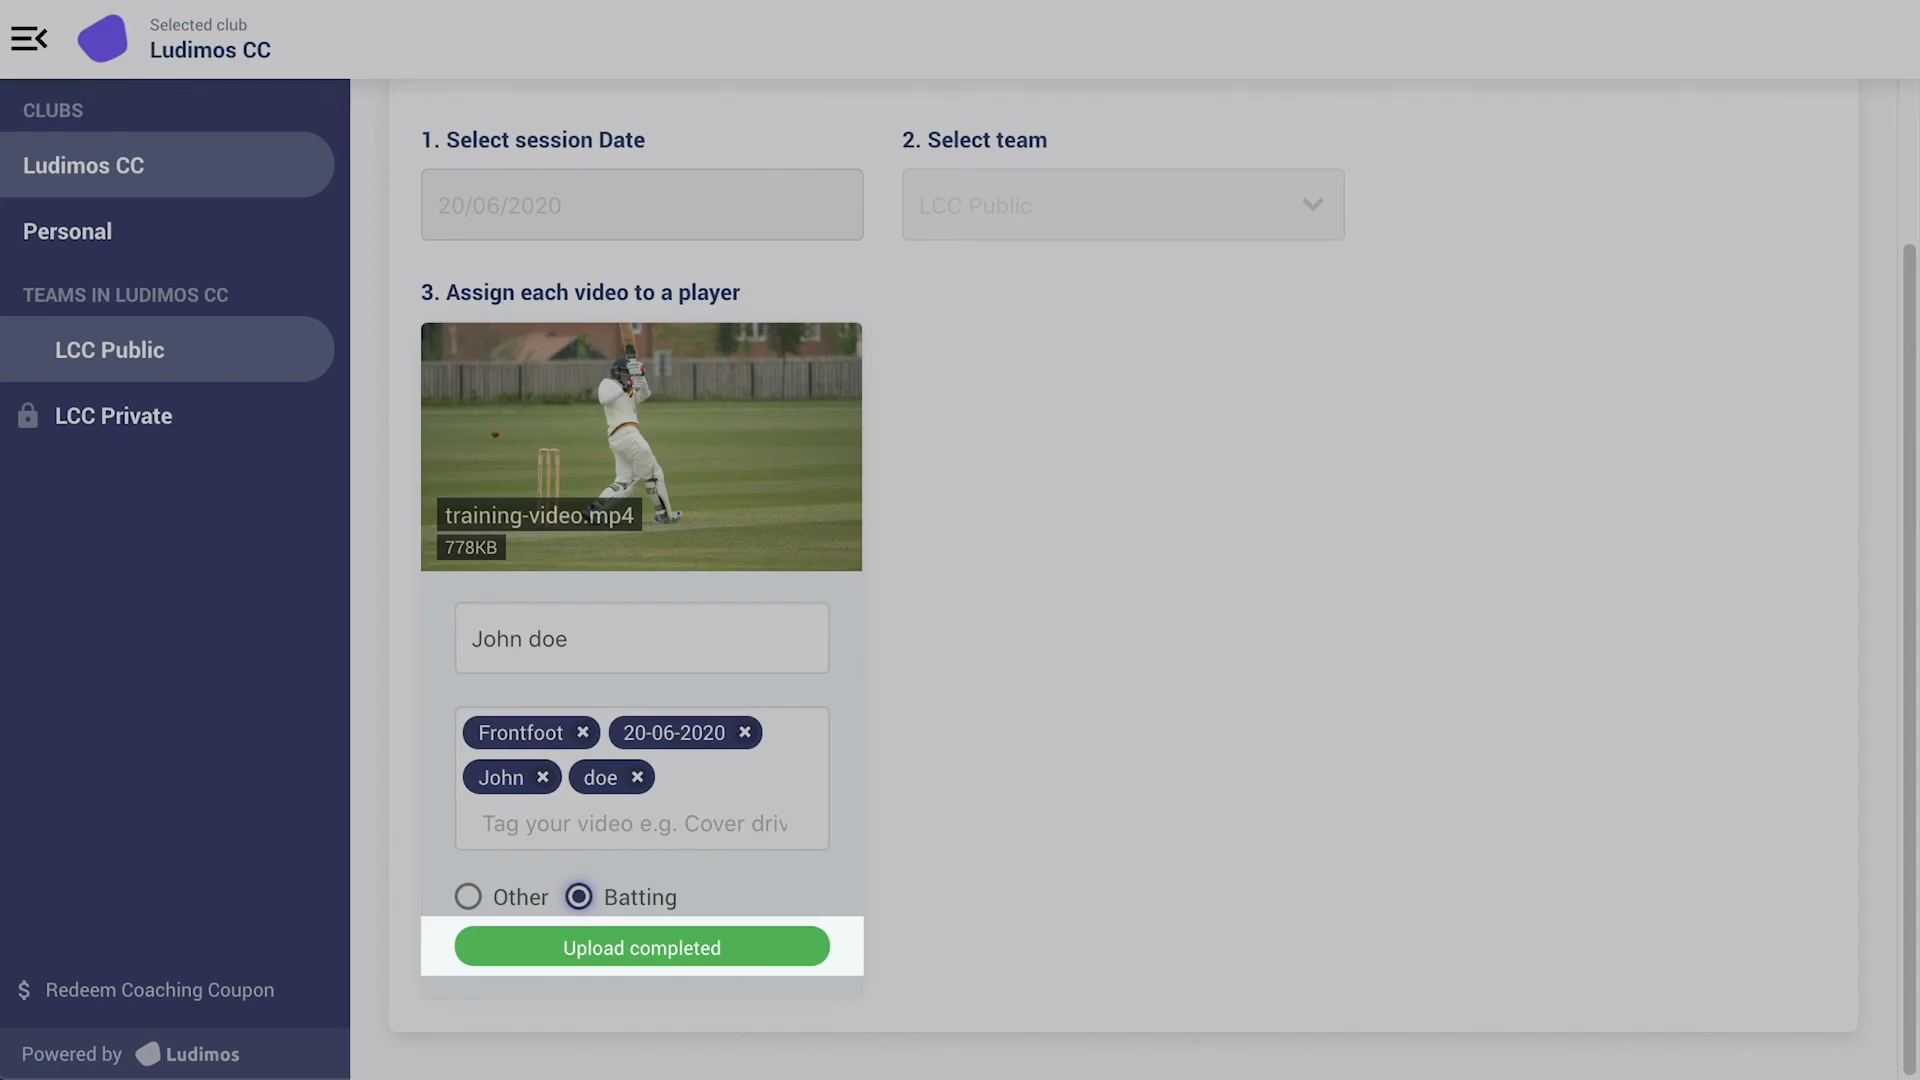 Selected club
Ludimos CC
CLUBS
Ludimos CC
Personal
TEAMS IN LUDIMOS CC
LCC Public
LCC Private
Redeem Coaching Coupon
Powered by Ludimos
1. Select session Date
20/06/2020
2. Select team
LCC Public
3. Assign each video to a player
training-video.mp4
778KB
John doe
Frontfoot × 20-06-2020 ×
John × doe ×
Tag your video e.g. Cover driv
Other Batting
Upload completed